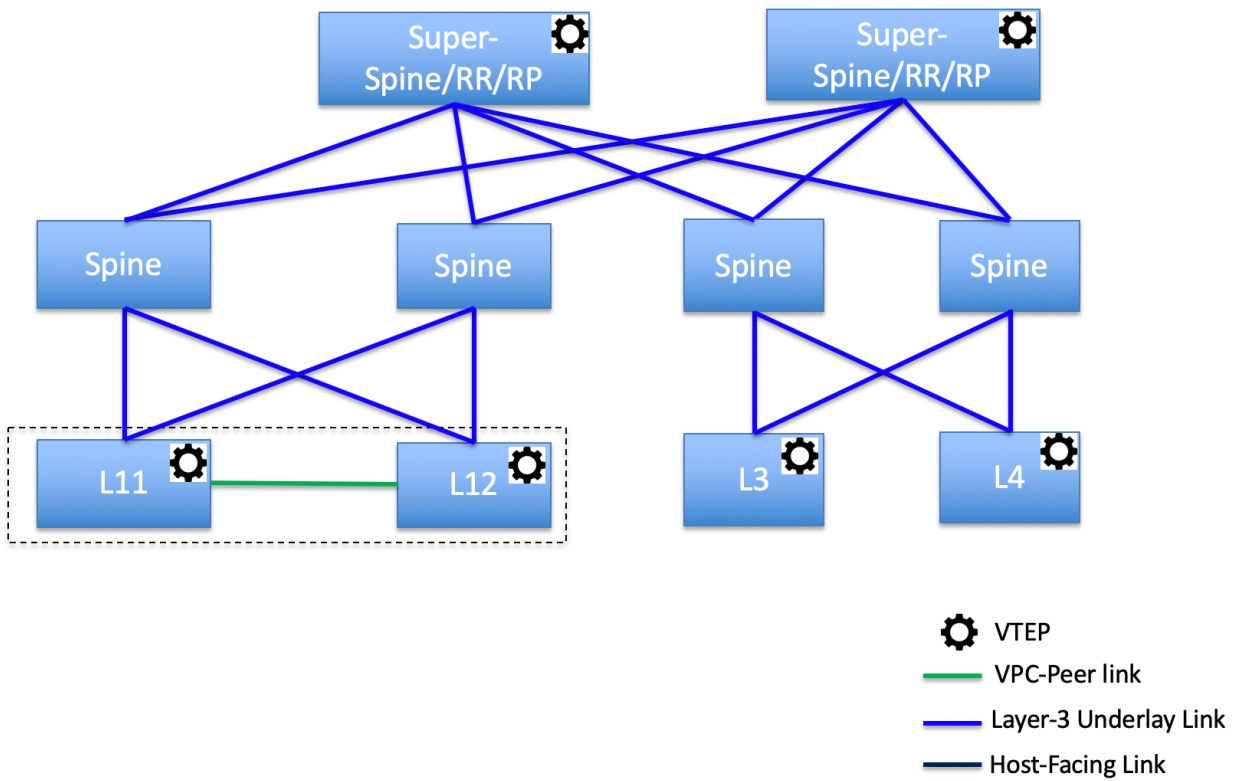 Super-
Spine/RR/RP
Super-
Spine/RR/RP
Spine
Spine
Spine
Spine
L11
L12
L3
L4
VTEP
VPC-Peer link
Layer-3 Underlay Link
Host-Facing Link